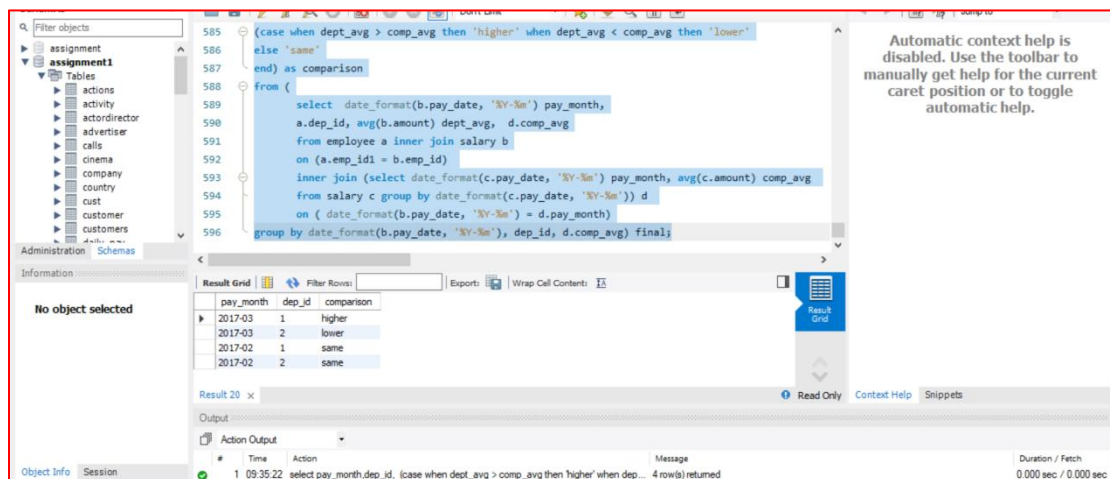 Don't Limit
Jump to
Filter objects
assignment
assignment1
Tables
actions
activity
actordirector
advertiser
calls
cinema
company
country
cust
customer
customers
Administration Schemas
Information
No object selected
Object Info Session
585 (case when dept_avg > comp_avg then 'higher' when dept_avg < comp_avg then 'lower'
586 else 'same'
587 end) as comparison
588 from (
589 select date_format(b.pay_date, '%Y-%m') pay_month,
590 a.dep_id, avg(b.amount) dept_avg, d.comp_avg
591 from employee a inner join salary b
592 on (a.emp_id1 = b.emp_id)
593 inner join (select date_format(c.pay_date, '%Y-%m') pay_month, avg(c.amount) comp_avg
594 from salary c group by date_format(c.pay_date, '%Y-%m')) d
595 on ( date_format(b.pay_date, '%Y-%m') = d.pay_month)
596 group by date_format(b.pay_date, '%Y-%m'), dep_id, d.comp_avg) final;
Result Grid Filter Rows: Export: Wrap Cell Content:
pay_month dep_id comparison
2017-03 1 higher
2017-03 2 lower
2017-02 1 same
2017-02 2 same
Result Grid
Result 20 × Read Only
Output
Action Output
# Time Action Message Duration / Fetch
1 09:35:22 select pay_month,dep_id, (case when dept_avg > comp_avg then 'higher' when dep... 4 row(s) returned 0.000 sec / 0.000 sec
Automatic context help is
disabled. Use the toolbar to
manually get help for the current
caret position or to toggle
automatic help.
Context Help Snippets